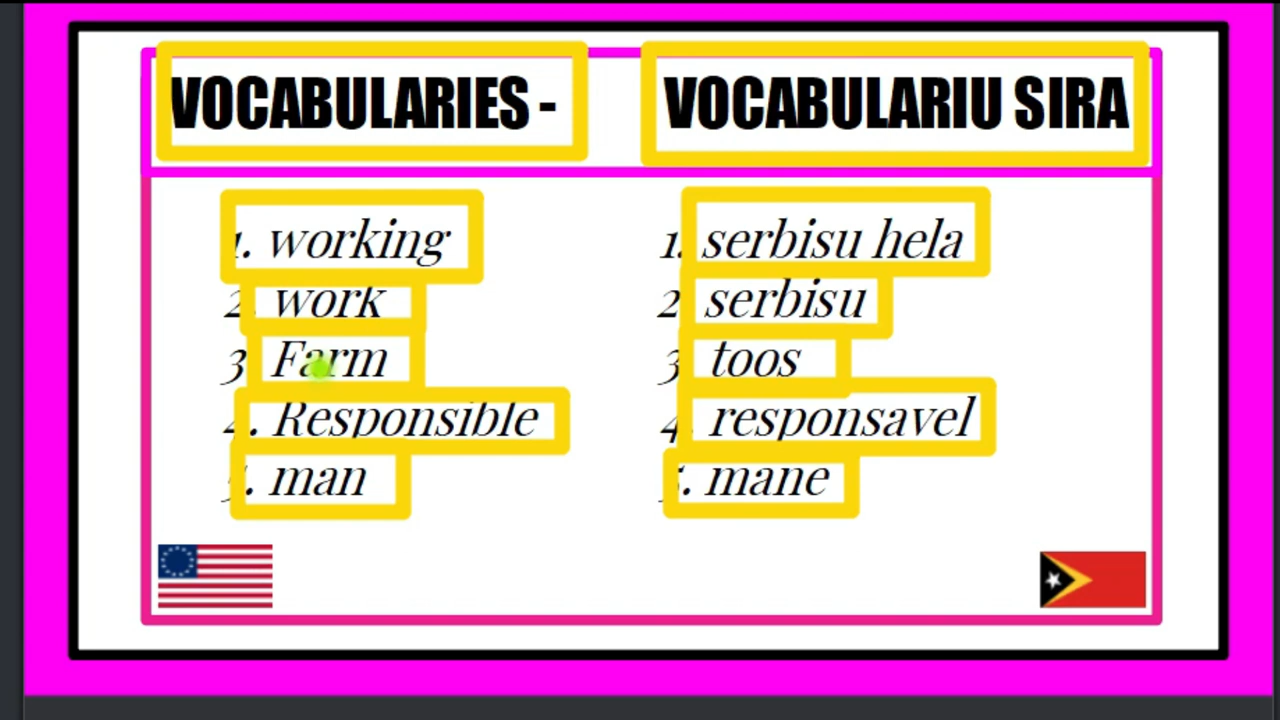 VOCABULARIES - VOCABULARIU SIRA
1. working
2. work
3. Farm
4. Responsible
5. man
1. serbisu hela
2. serbisu
3. toos
4. responsavel
5. mane